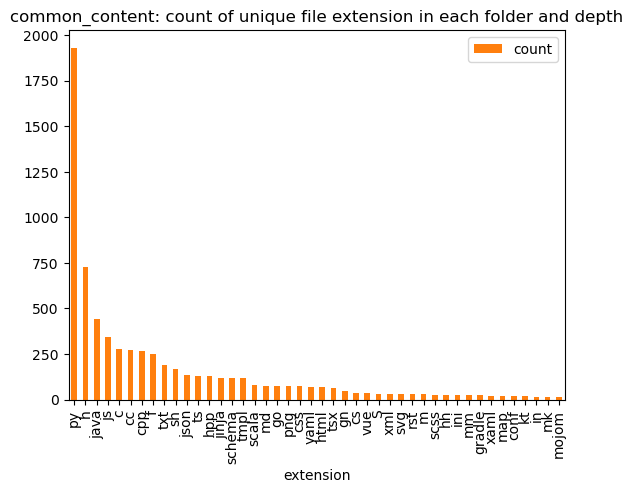 common_content: count of unique file extension in each folder and depth
count
2000
1750
1500
1250
1000
750
500
250
0
py
h
java
js
c
cc
cpp
f
txt
sh
json
ts
hpp
jinja
schema
tmpl
scala
md
go
png
css
yaml
html
tsx
gn
cs
vue
S
xml
svg
rst
m
scss
hh
ini
mm
gradle
xaml
map
conf
kt
in
mk
mojom
extension